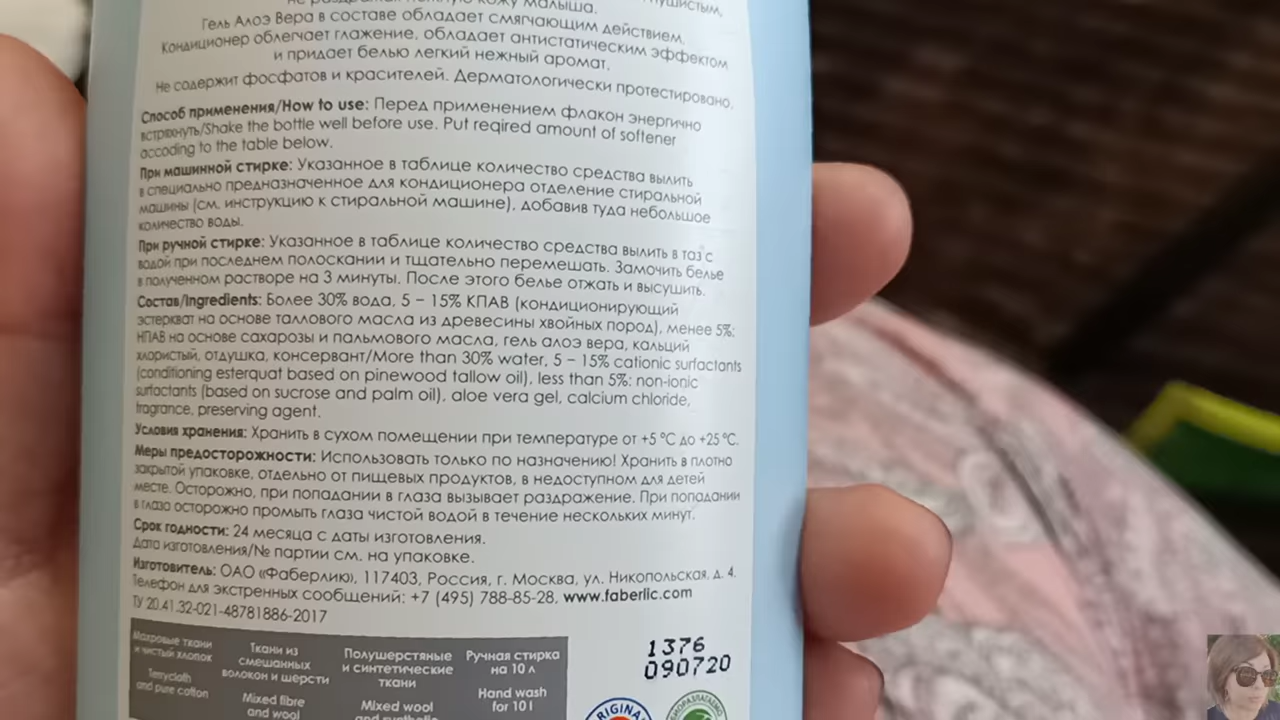 не раздражая нежную кожу малыша.
Гель Алоэ Вера в составе обладает смягчающим действием.
Кондиционер облегчает глажение, обладает антистатическим эффектом
и придает белью легкий нежный аромат.
Не содержит фосфатов и красителей. Дерматологически протестировано.
Способ применения/How to use: Перед применением флакон энергично
встряхнуть/Shake the bottle well before use. Put reqired amount of softener
accoding to the table below.
При машинной стирке: Указанное в таблице количество средства вылить
в специально предназначенное для кондиционера отделение стиральной
машины (см. инструкцию к стиральной машине), добавив туда небольшое
количество воды.
При ручной стирке: Указанное в таблице количество средства вылить в таз с
водой при последнем полоскании и тщательно перемешать. Замочить белье
в полученном растворе на 3 минуты. После этого белье отжать и высушить.
Состав/Ingredients: Более 30% вода, 5 – 15% КПАВ (кондиционирующий
эстеркват на основе таллового масла из древесины хвойных пород), менее 5%:
НПАВ на основе сахарозы и пальмового масла, гель алоэ вера, кальций
хлористый, отдушка, консервант/More than 30% water, 5 – 15% cationic surfactants
(conditioning esterquat based on pinewood tallow oil), less than 5%: non-ionic
surfactants (based on sucrose and palm oil), aloe vera gel, calcium chloride,
fragrance, preserving agent.
Условия хранения: Хранить в сухом помещении при температуре от +5 °С до +25 °С.
Меры предосторожности: Использовать только по назначению! Хранить в плотно
закрытой упаковке, отдельно от пищевых продуктов, в недоступном для детей
месте. Осторожно, при попадании в глаза вызывает раздражение. При попадании
в глаза осторожно промыть глаза чистой водой в течение нескольких минут.
Срок годности: 24 месяца с даты изготовления.
Дата изготовления/№ партии см. на упаковке.
Изготовитель: ОАО «Фаберлик», 117403, Россия, г. Москва, ул. Никопольская, д. 4.
Телефон для экстренных сообщений: +7 (495) 788-85-28, www.faberlic.com
ТУ 20.41.32-021-48781886-2017
Махровые ткани
и чистый хлопок
Terrycloth
and pure cotton
Ткани из
смешанных
волокон и шерсти
Mixed fibre
and wool
Полушерстяные
и синтетические
ткани
Mixed wool
Ручная стирка
на 10 л
Hand wash
for 10 l
1376
090720